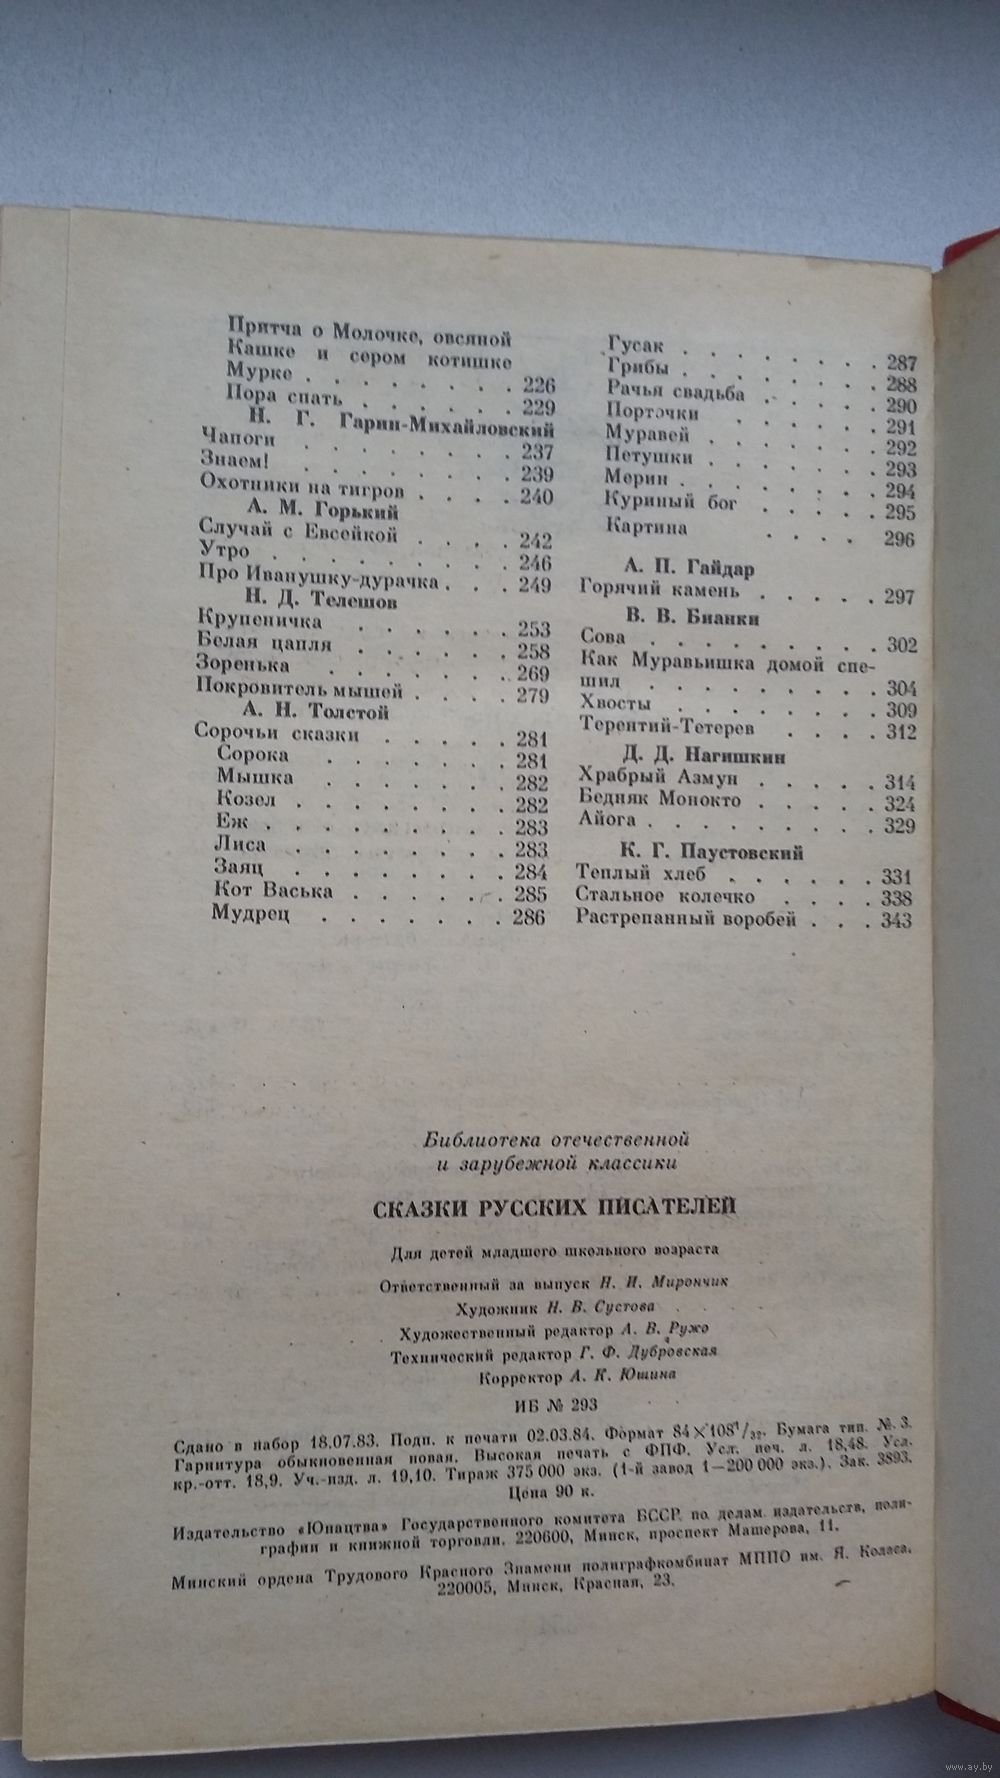 Притча о Молочке, овсяной
Кашке и сером котишке
Мурке . . . . . . . . 226
Пора спать . . . . . . 229
Н. Г. Гарин-Михайловский
Чапоги . . . . . . . . 237
Знаем! . . . . . . . . 239
Охотники на тигров . . . . 240
А. М. Горький
Случай с Евсейкой . . . . 242
Утро . . . . . . . . . 246
Про Иванушку-дурачка . . . 249
Н. Д. Телешов
Крупеничка . . . . . . . 253
Белая цапля . . . . . . 258
Зоренька . . . . . . . 269
Покровитель мышей . . . . 279
А. Н. Толстой
Сорочьи сказки . . . . . 281
Сорока . . . . . . . 281
Мышка . . . . . . . 282
Козел . . . . . . . . 282
Еж . . . . . . . . . 283
Лиса . . . . . . . . 283
Заяц . . . . . . . . 284
Кот Васька . . . . . . 285
Мудрец . . . . . . . 286
Гусак . . . . . . . . 287
Грибы . . . . . . . . 288
Рачья свадьба . . . . . 290
Порточки . . . . . . 291
Муравей . . . . . . . 292
Петушки . . . . . . . 293
Мерин . . . . . . . . 294
Куриный бог . . . . . 295
Картина . . . . 296
А. П. Гайдар
Горячий камень . . . . . 297
В. В. Бианки
Сова . . . . . . . . 302
Как Муравьишка домой спе-
шил . . . . . . . . 304
Хвосты . . . . . . . 309
Терентий-Тетерев . . . . 312
Д. Д. Нагишкин
Храбрый Азмун . . . . . 314
Бедняк Монокто . . . . . 324
Айога . . . . . . . . 329
К. Г. Паустовский
Теплый хлеб . . . . . . 331
Стальное колечко . . . . 338
Растрепанный воробей . . . 343
Библиотека отечественной
и зарубежной классики
СКАЗКИ РУССКИХ ПИСАТЕЛЕЙ
Для детей младшего школьного возраста
Ответственный за выпуск Н. И. Мирончик
Художник Н. В. Сустова
Художественный редактор А. В. Ружо
Технический редактор Г. Ф. Дубровская
Корректор А. К. Юшина
ИБ № 293
Сдано в набор 18.07.83. Подп. к печати 02.03.84. Формат 84×108¹/₃₂. Бумага тип. № 3.
Гарнитура обыкновенная новая. Высокая печать с ФПФ. Усл. печ. л. 18,48. Усл.
кр.-отт. 18,9. Уч.-изд. л. 19,10. Тираж 375 000 экз. (1-й завод 1—200 000 экз.). Зак. 3893.
Цена 90 к.
Издательство «Юнацтва» Государственного комитета БССР по делам издательств, поли-
графии и книжной торговли. 220600, Минск, проспект Машерова, 11.
Минский ордена Трудового Красного Знамени полиграфкомбинат МППО им. Я. Коласа.
220005, Минск, Красная, 23.
www.ay.by